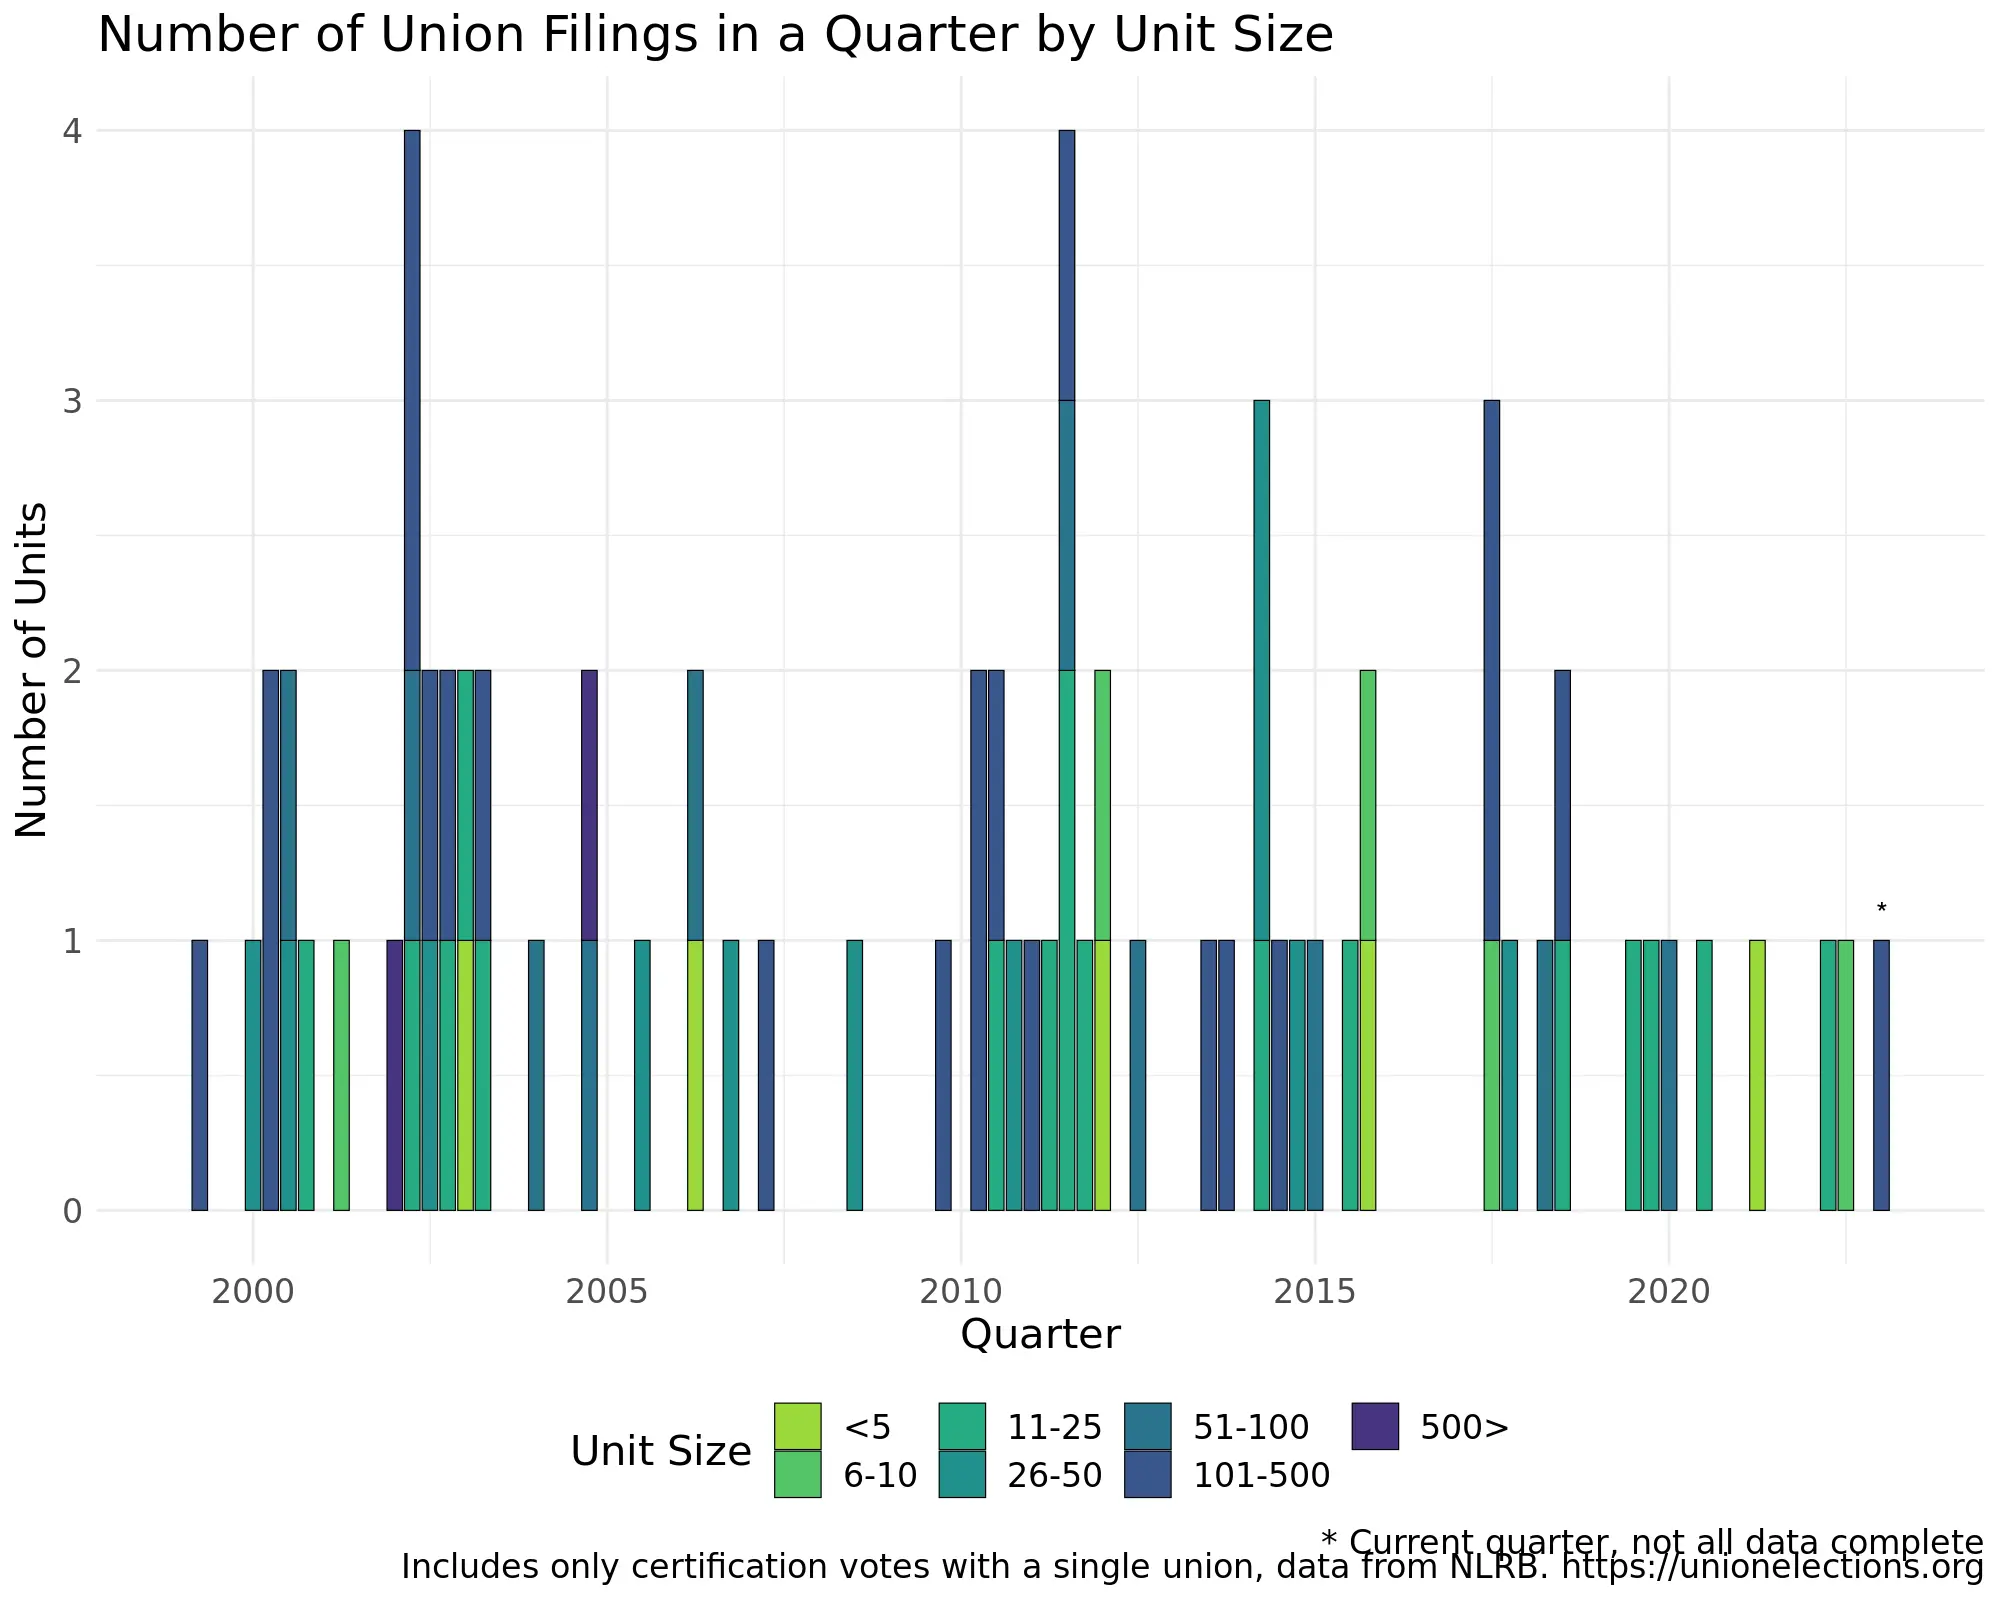 Number of Union Filings in a Quarter by Unit Size
Number of Units
4
3
2
1
0
*
2000 2005 2010 2015 2020
Quarter
Unit Size
<5 11-25 51-100 500>
6-10 26-50 101-500
* Current quarter, not all data complete
Includes only certification votes with a single union, data from NLRB. https://unionelections.org